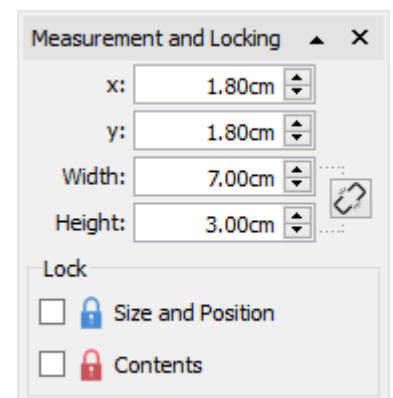 Measurement and Locking
x: 1.80cm
y: 1.80cm
Width: 7.00cm
Height: 3.00cm
Lock
Size and Position
Contents